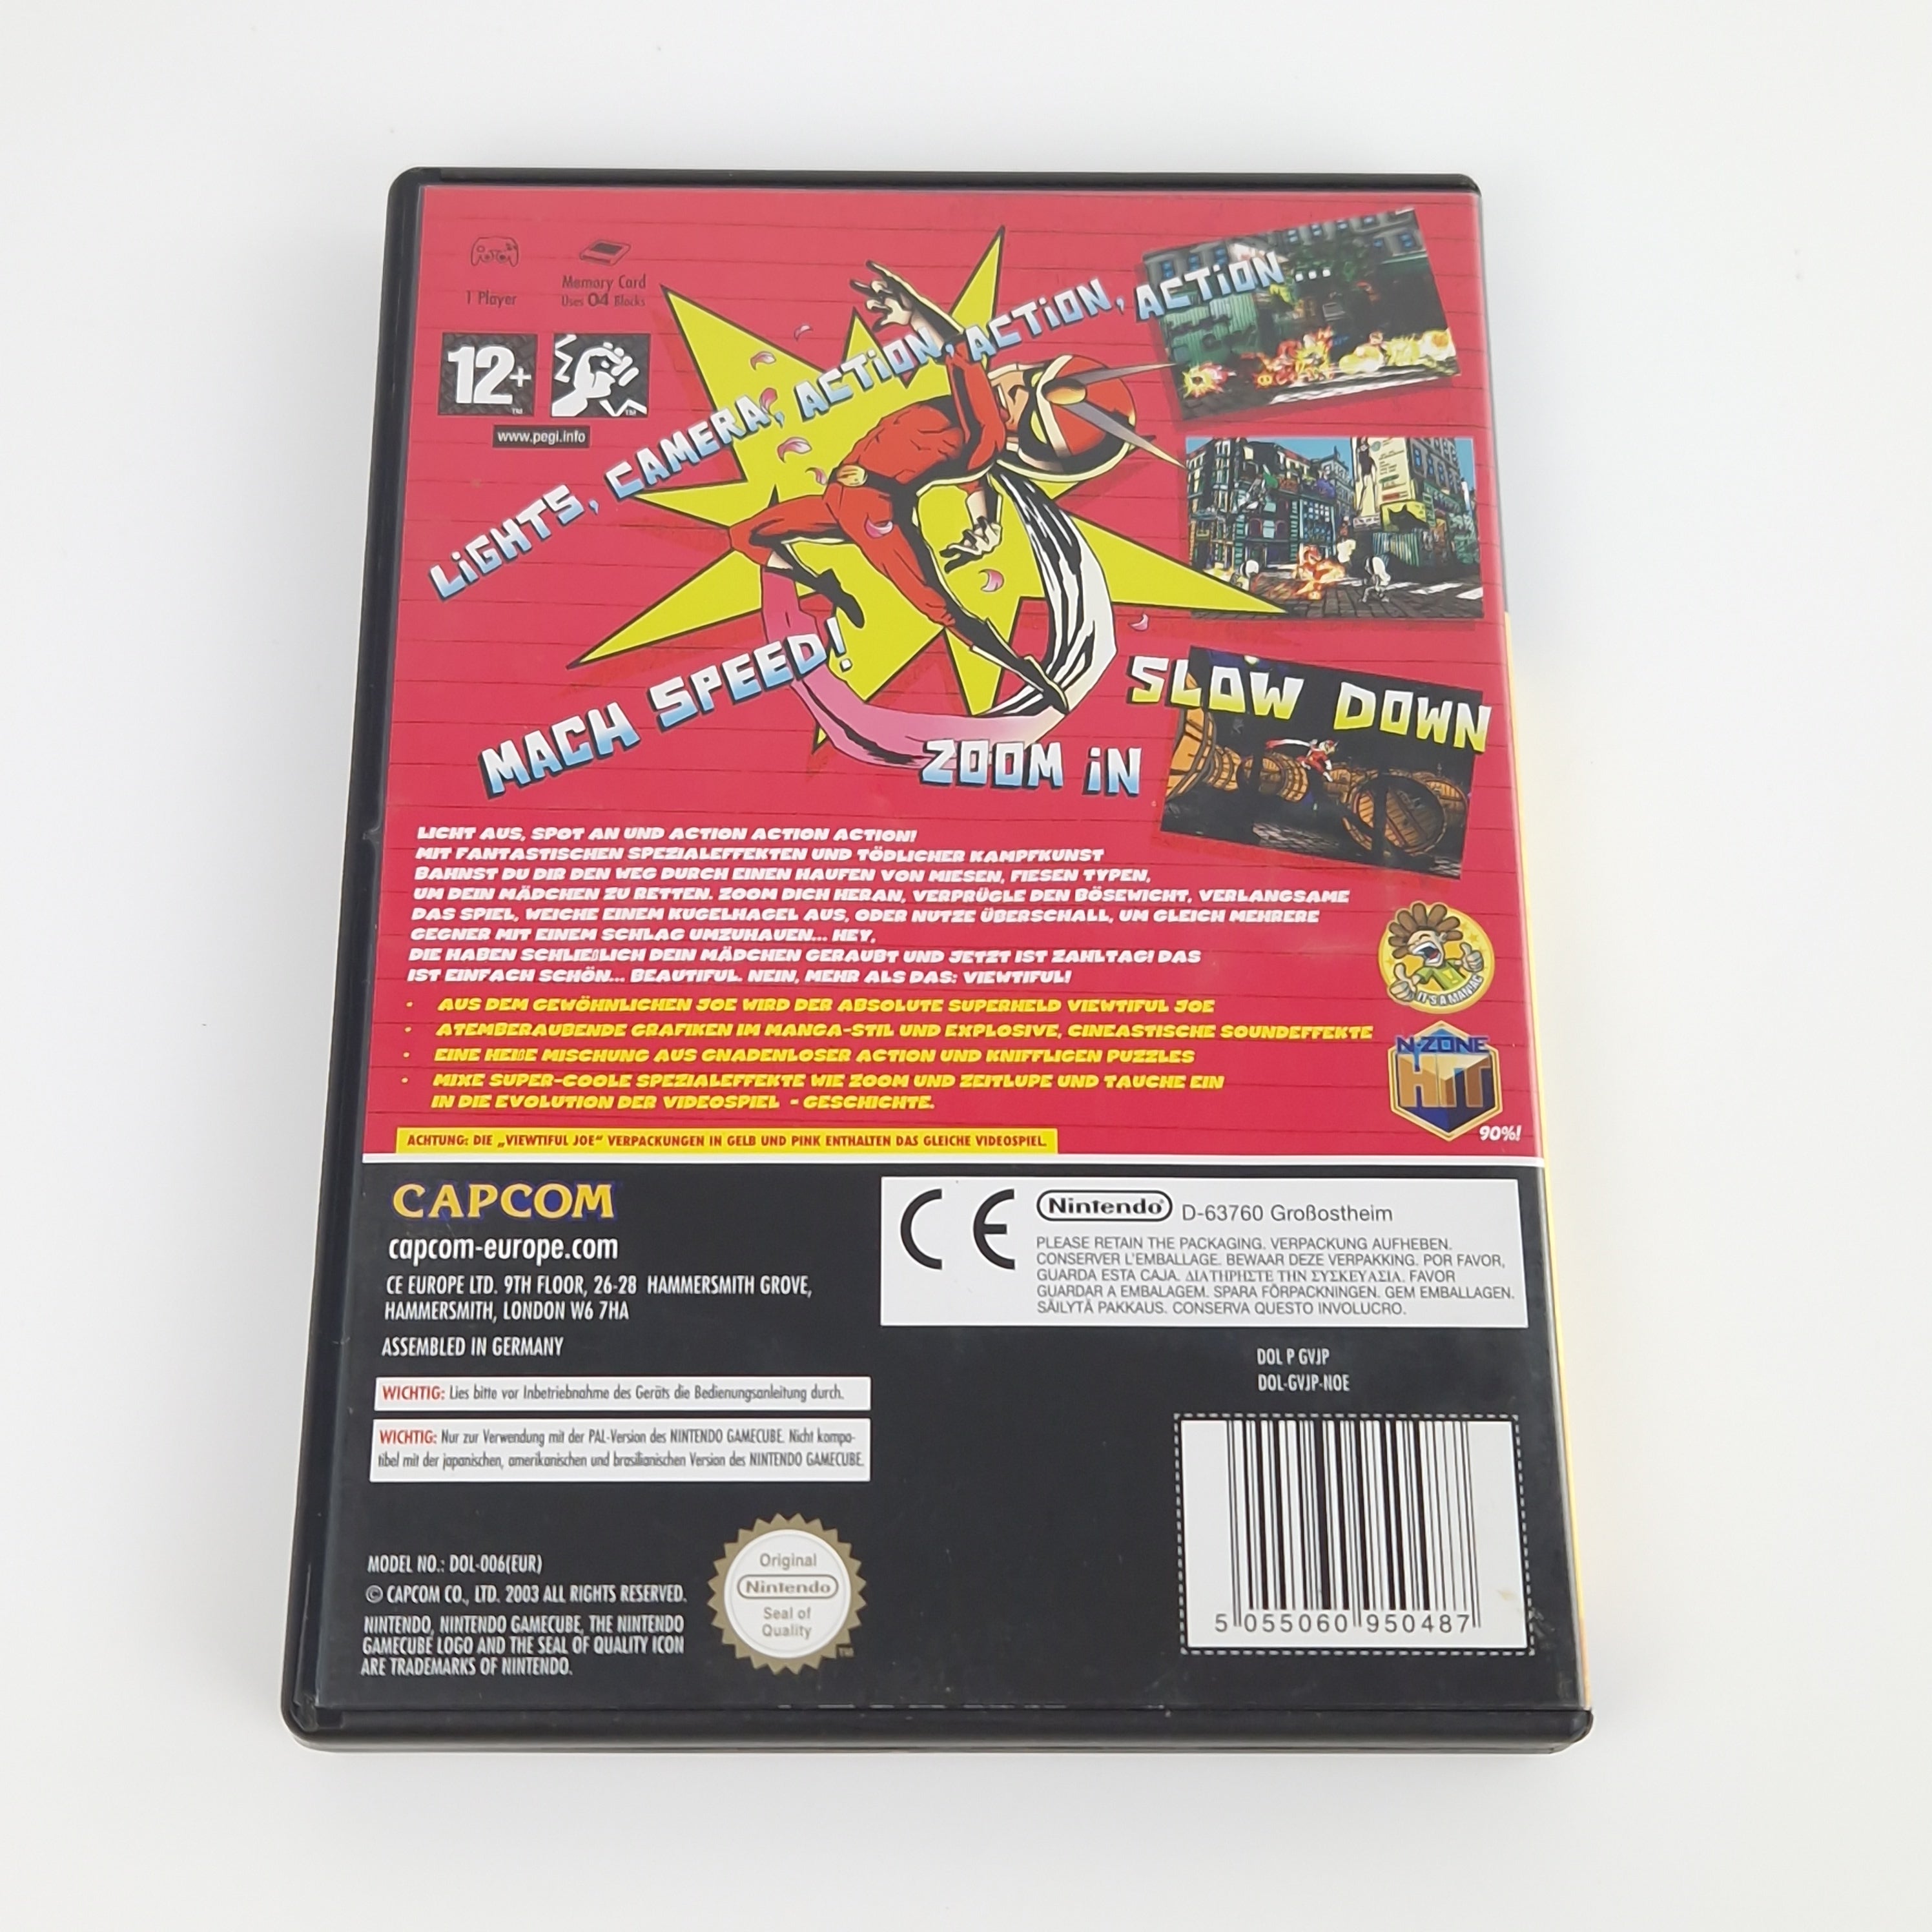 1 Player
Memory Card
Uses 04 Blocks
12+
www.pegi.info
LiGHTS, CAMERA, ACTiON, ACTiON, ACTiON...
MACH SPEED!
ZOOM iN
SLOW DOWN
LICHT AUS, SPOT AN UND ACTION ACTION ACTION!
MIT FANTASTISCHEN SPEZIALEFFEKTEN UND TÖDLICHER KAMPFKUNST
BAHNST DU DIR DEN WEG DURCH EINEN HAUFEN VON MIESEN, FIESEN TYPEN,
UM DEIN MÄDCHEN ZU RETTEN. ZOOM DICH HERAN, VERPRÜGLE DEN BÖSEWICHT, VERLANGSAME
DAS SPIEL, WEICHE EINEM KUGELHAGEL AUS, ODER NUTZE ÜBERSCHALL, UM GLEICH MEHRERE
GEGNER MIT EINEM SCHLAG UMZUHAUEN... HEY,
DIE HABEN SCHLIEßLICH DEIN MÄDCHEN GERAUBT UND JETZT IST ZAHLTAG! DAS
IST EINFACH SCHÖN... BEAUTIFUL. NEIN, MEHR ALS DAS: VIEWTIFUL!
• AUS DEM GEWÖHNLICHEN JOE WIRD DER ABSOLUTE SUPERHELD VIEWTIFUL JOE
• ATEMBERAUBENDE GRAFIKEN IM MANGA-STIL UND EXPLOSIVE, CINEASTISCHE SOUNDEFFEKTE
• EINE HEIßE MISCHUNG AUS GNADENLOSER ACTION UND KNIFFLIGEN PUZZLES
• MIXE SUPER-COOLE SPEZIALEFFEKTE WIE ZOOM UND ZEITLUPE UND TAUCHE EIN
IN DIE EVOLUTION DER VIDEOSPIEL - GESCHICHTE.
IT'S A MANIAC
N-ZONE
HIT
90%!
ACHTUNG: DIE „VIEWTIFUL JOE“ VERPACKUNGEN IN GELB UND PINK ENTHALTEN DAS GLEICHE VIDEOSPIEL.
CAPCOM
capcom-europe.com
CE EUROPE LTD. 9TH FLOOR, 26-28 HAMMERSMITH GROVE,
HAMMERSMITH, LONDON W6 7HA
ASSEMBLED IN GERMANY
CE
Nintendo® D-63760 Großostheim
PLEASE RETAIN THE PACKAGING. VERPACKUNG AUFHEBEN.
CONSERVER L'EMBALLAGE. BEWAAR DEZE VERPAKKING. POR FAVOR,
GUARDA ESTA CAJA. ΔΙΑΤΗΡΗΣΤΕ ΤΗΝ ΣΥΣΚΕΥΑΣΙΑ. FAVOR
GUARDAR A EMBALAGEM. SPARA FÖRPACKNINGEN. GEM EMBALLAGEN.
SÄILYTÄ PAKKAUS. CONSERVA QUESTO INVOLUCRO.
WICHTIG: Lies bitte vor Inbetriebnahme des Geräts die Bedienungsanleitung durch.
WICHTIG: Nur zur Verwendung mit der PAL-Version des NINTENDO GAMECUBE. Nicht kompa-
tibel mit der japanischen, amerikanischen und brasilianischen Version des NINTENDO GAMECUBE.
DOL P GVJP
DOL-GVJP-NOE
MODEL NO.: DOL-006(EUR)
© CAPCOM CO., LTD. 2003 ALL RIGHTS RESERVED.
NINTENDO, NINTENDO GAMECUBE, THE NINTENDO
GAMECUBE LOGO AND THE SEAL OF QUALITY ICON
ARE TRADEMARKS OF NINTENDO.
Original
Nintendo
Seal of
Quality
TM
5 055060 950487